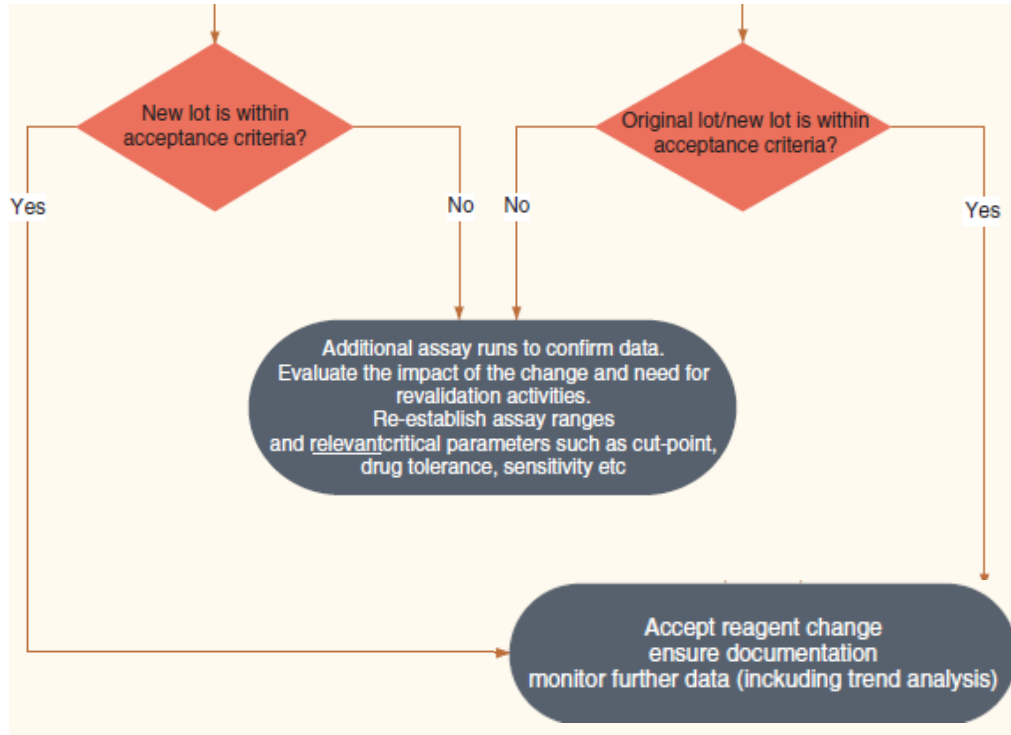 New lot is within
acceptance criteria?
Original lot/new lot is within
acceptance criteria?
Yes
No
No
Yes
Additional assay runs to confirm data.
Evaluate the impact of the change and need for
revalidation activities.
Re-establish assay ranges
and relevantcritical parameters such as cut-point,
drug tolerance, sensitivity etc
Accept reagent change
ensure documentation
monitor further data (inckuding trend analysis)